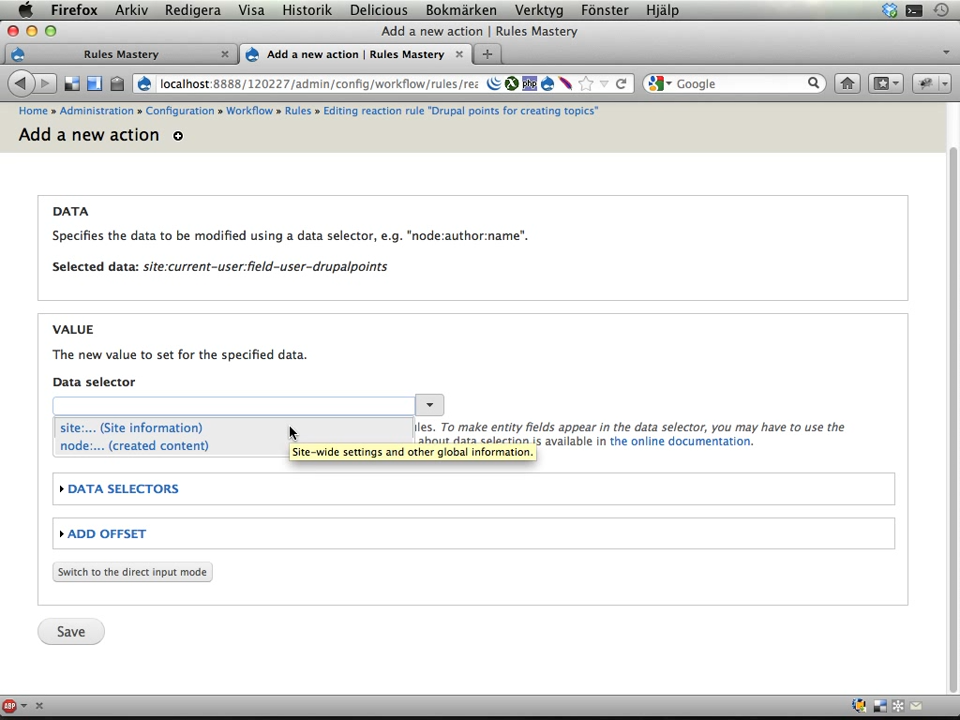 Firefox Arkiv Redigera Visa Historik Delicious Bokmärken Verktyg Fönster Hjälp
Add a new action | Rules Mastery
Rules Mastery
Add a new action | Rules Mastery
localhost:8888/120227/admin/config/workflow/rules/rea
php
Google
Home » Administration » Configuration » Workflow » Rules » Editing reaction rule "Drupal points for creating topics"
Add a new action
DATA
Specifies the data to be modified using a data selector, e.g. "node:author:name".
Selected data: site:current-user:field-user-drupalpoints
VALUE
The new value to set for the specified data.
Data selector
site:... (Site information)
node:... (created content)
les. To make entity fields appear in the data selector, you may have to use the
about data selection is available in the online documentation.
Site-wide settings and other global information.
DATA SELECTORS
ADD OFFSET
Switch to the direct input mode
Save
ABP